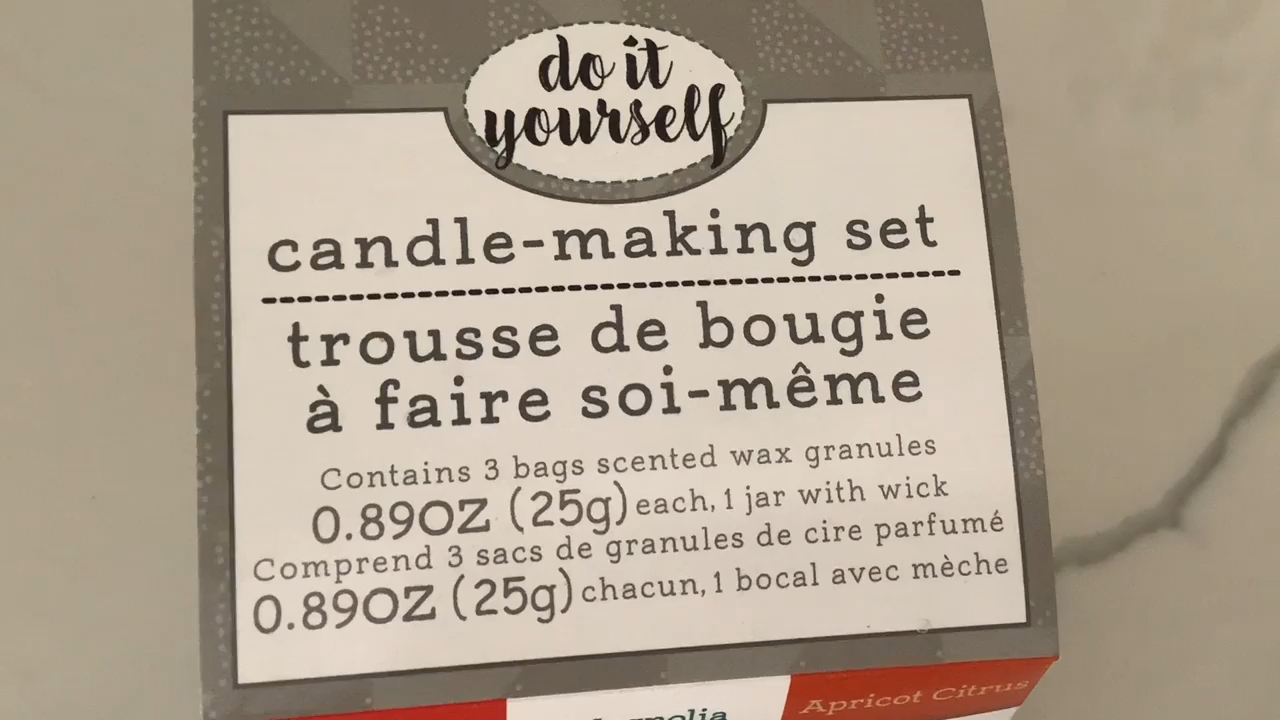 do it
yourself
candle-making set
trousse de bougie
à faire soi-même
Contains 3 bags scented wax granules
0.89OZ (25g) each, 1 jar with wick
Comprend 3 sacs de granules de cire parfumé
0.89OZ (25g) chacun, 1 bocal avec mèche
Apricot Citrus